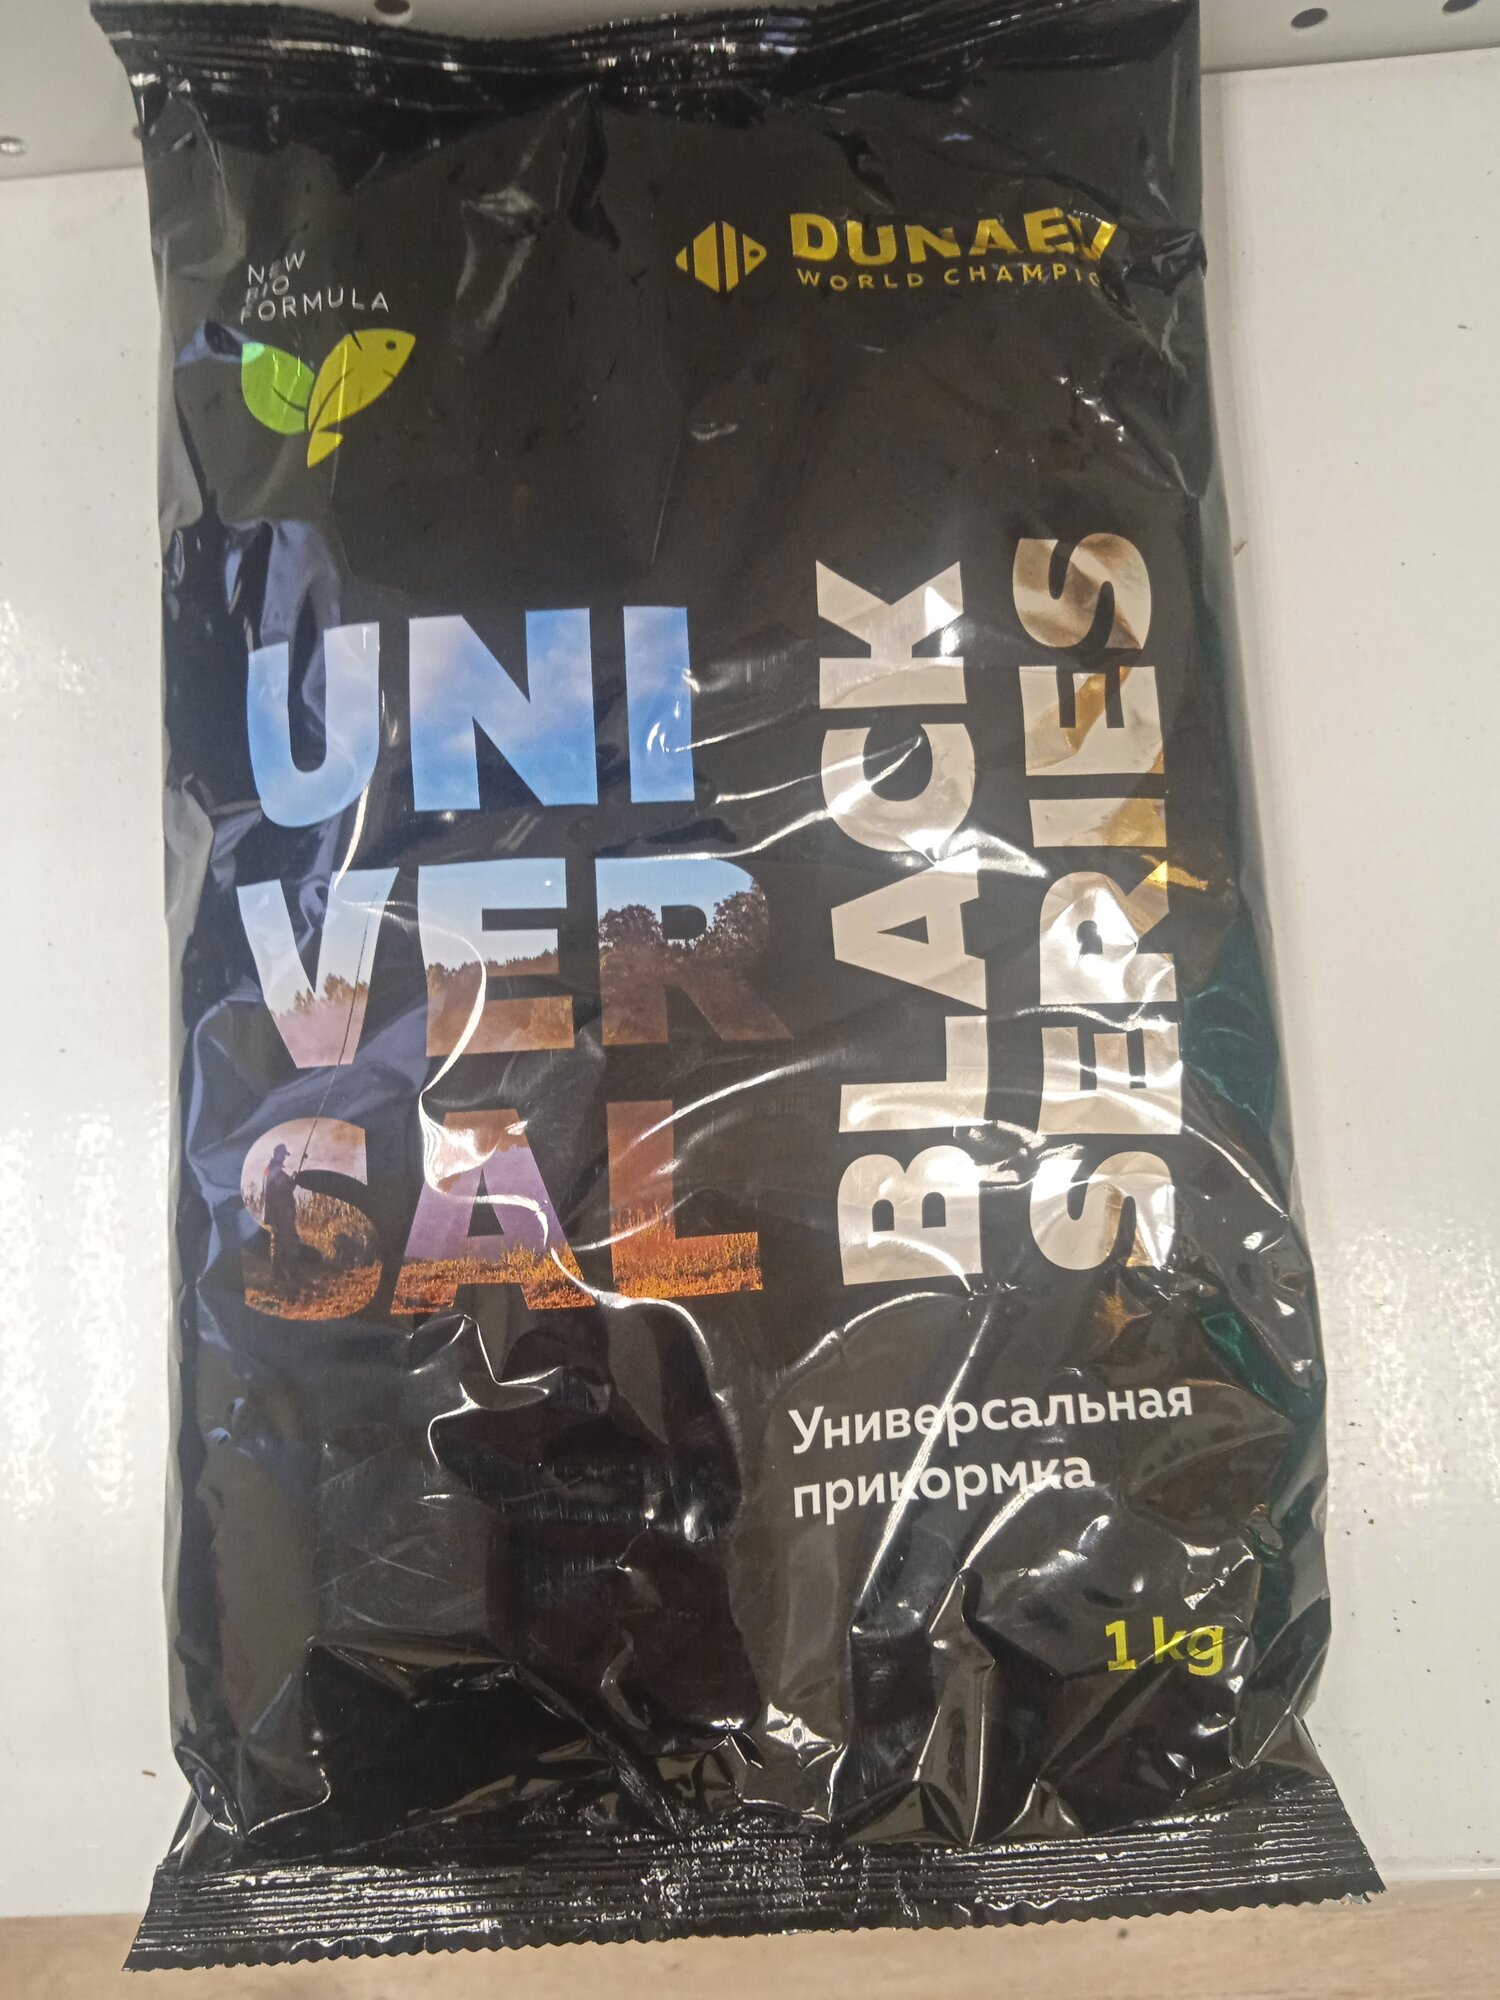 NEW
BIO
FORMULA
DUNAEV
WORLD CHAMPIO
UNI
VER
SAL
BLACK
SERIES
Универсальная
прикормка
1 kg